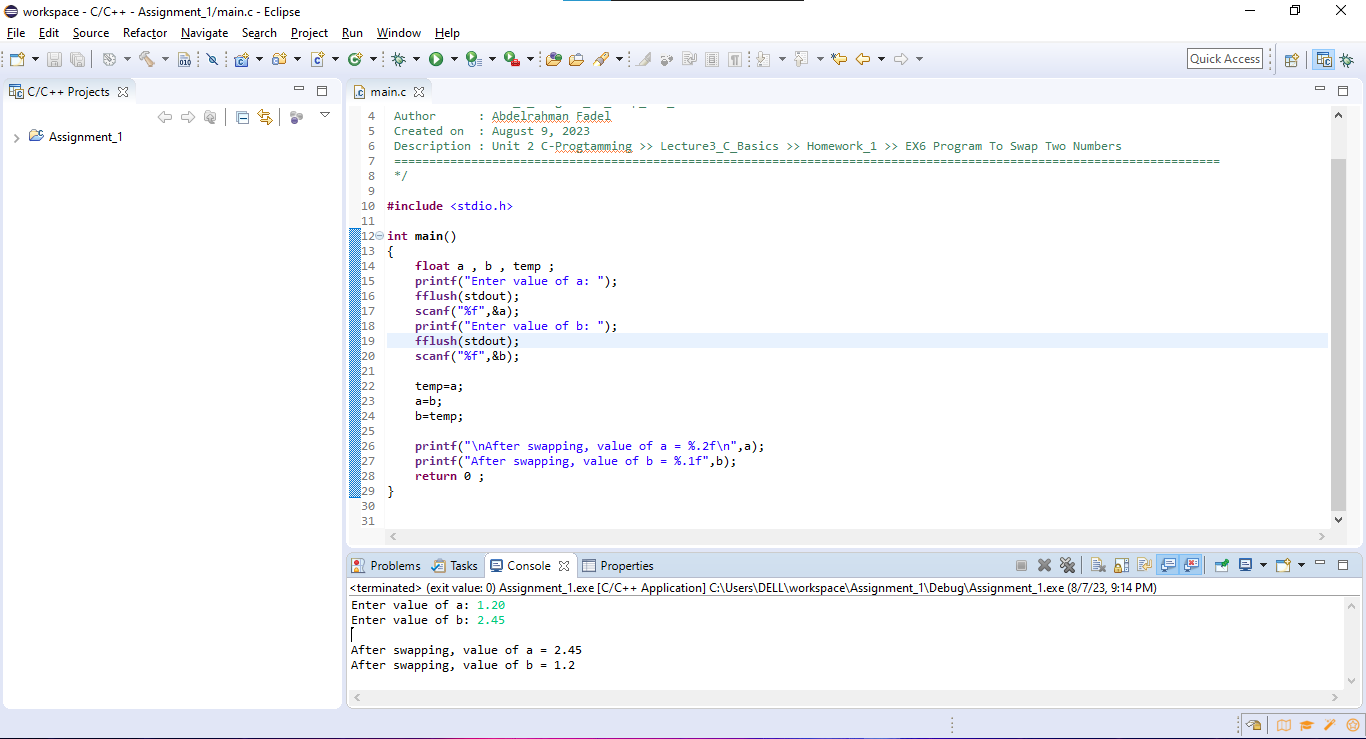 workspace - C/C++ - Assignment_1/main.c - Eclipse
File Edit Source Refactor Navigate Search Project Run Window Help
Quick Access
C/C++ Projects
main.c
Assignment_1
4 Author : Abdelrahman Fadel
5 Created on : August 9, 2023
6 Description : Unit 2 C-Progtamming >> Lecture3_C_Basics >> Homework_1 >> EX6 Program To Swap Two Numbers
7 ======================================================================================================================
8 */
9
10 #include <stdio.h>
11
12 int main()
13 {
14 float a , b , temp ;
15 printf("Enter value of a: ");
16 fflush(stdout);
17 scanf("%f",&a);
18 printf("Enter value of b: ");
19 fflush(stdout);
20 scanf("%f",&b);
21
22 temp=a;
23 a=b;
24 b=temp;
25
26 printf("\nAfter swapping, value of a = %.2f\n",a);
27 printf("After swapping, value of b = %.1f",b);
28 return 0 ;
29 }
30
31
Problems Tasks Console Properties
<terminated> (exit value: 0) Assignment_1.exe [C/C++ Application] C:\Users\DELL\workspace\Assignment_1\Debug\Assignment_1.exe (8/7/23, 9:14 PM)
Enter value of a: 1.20
Enter value of b: 2.45
After swapping, value of a = 2.45
After swapping, value of b = 1.2